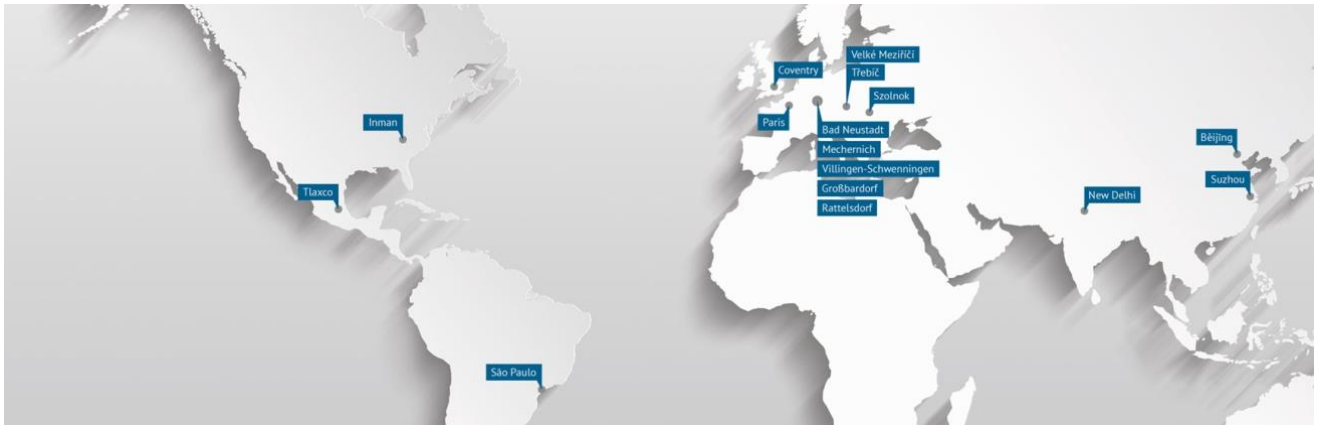 Velké Meziříčí
Coventry
Třebíč
Szolnok
Inman
Paris
Bad Neustadt
Běijīng
Mechernich
Villingen-Schwenningen
Suzhou
Tlaxco
Großbardorf
New Delhi
Rattelsdorf
São Paulo